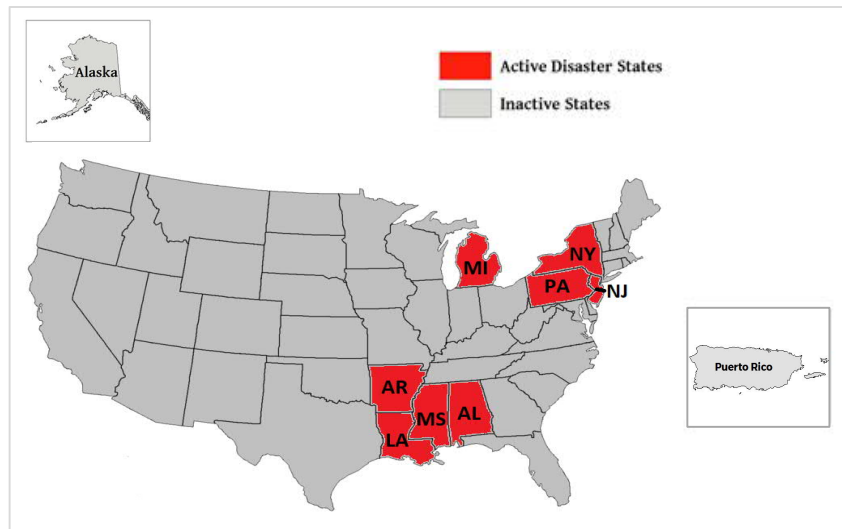 Alaska
Active Disaster States
Inactive States
MI
NY
PA
NJ
Puerto Rico
AR
MS
AL
LA